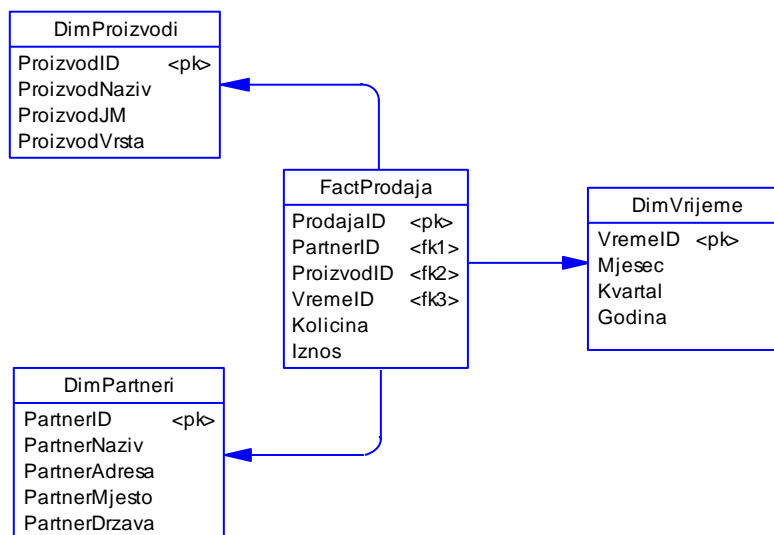 DimProizvodi
ProizvodID <pk>
ProizvodNaziv
ProizvodJM
ProizvodVrsta
FactProdaja
ProdajaID <pk>
PartnerID <fk1>
ProizvodID <fk2>
VremeID <fk3>
Kolicina
Iznos
DimVrijeme
VremeID <pk>
Mjesec
Kvartal
Godina
DimPartneri
PartnerID <pk>
PartnerNaziv
PartnerAdresa
PartnerMjesto
PartnerDrzava